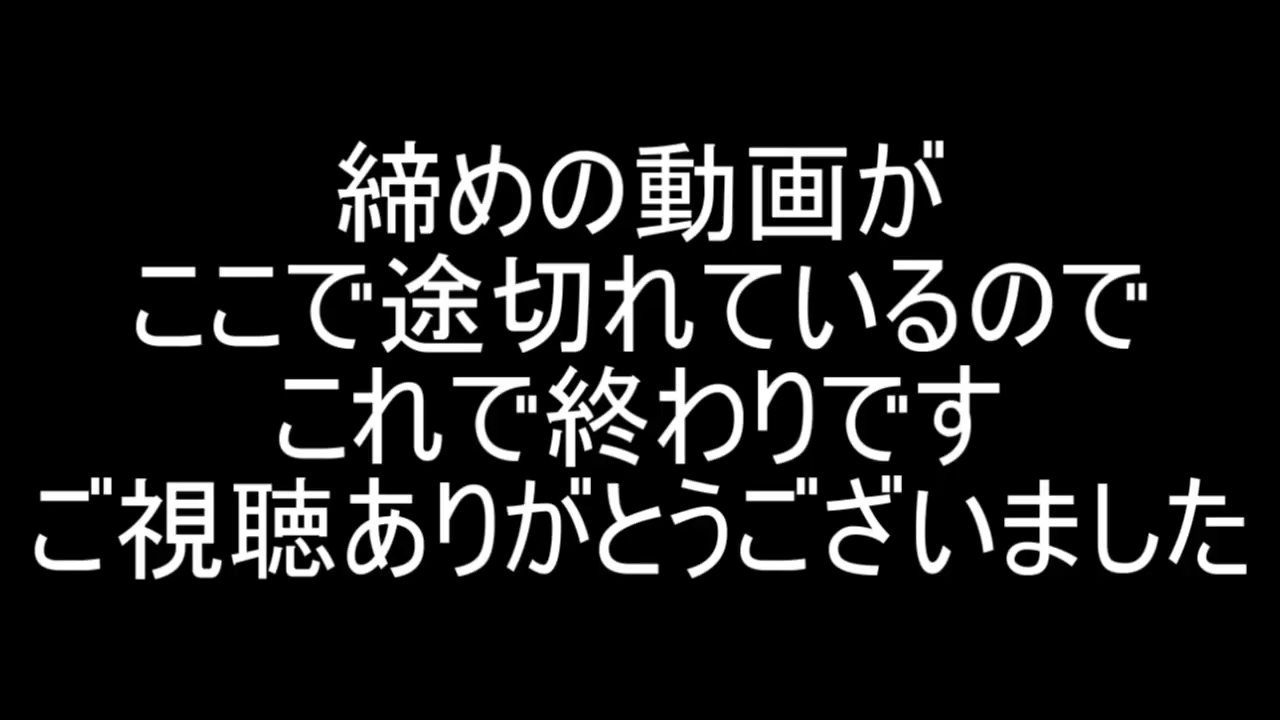 締めの動画が
ここで途切れているので
これで終わりです
ご視聴ありがとうございました